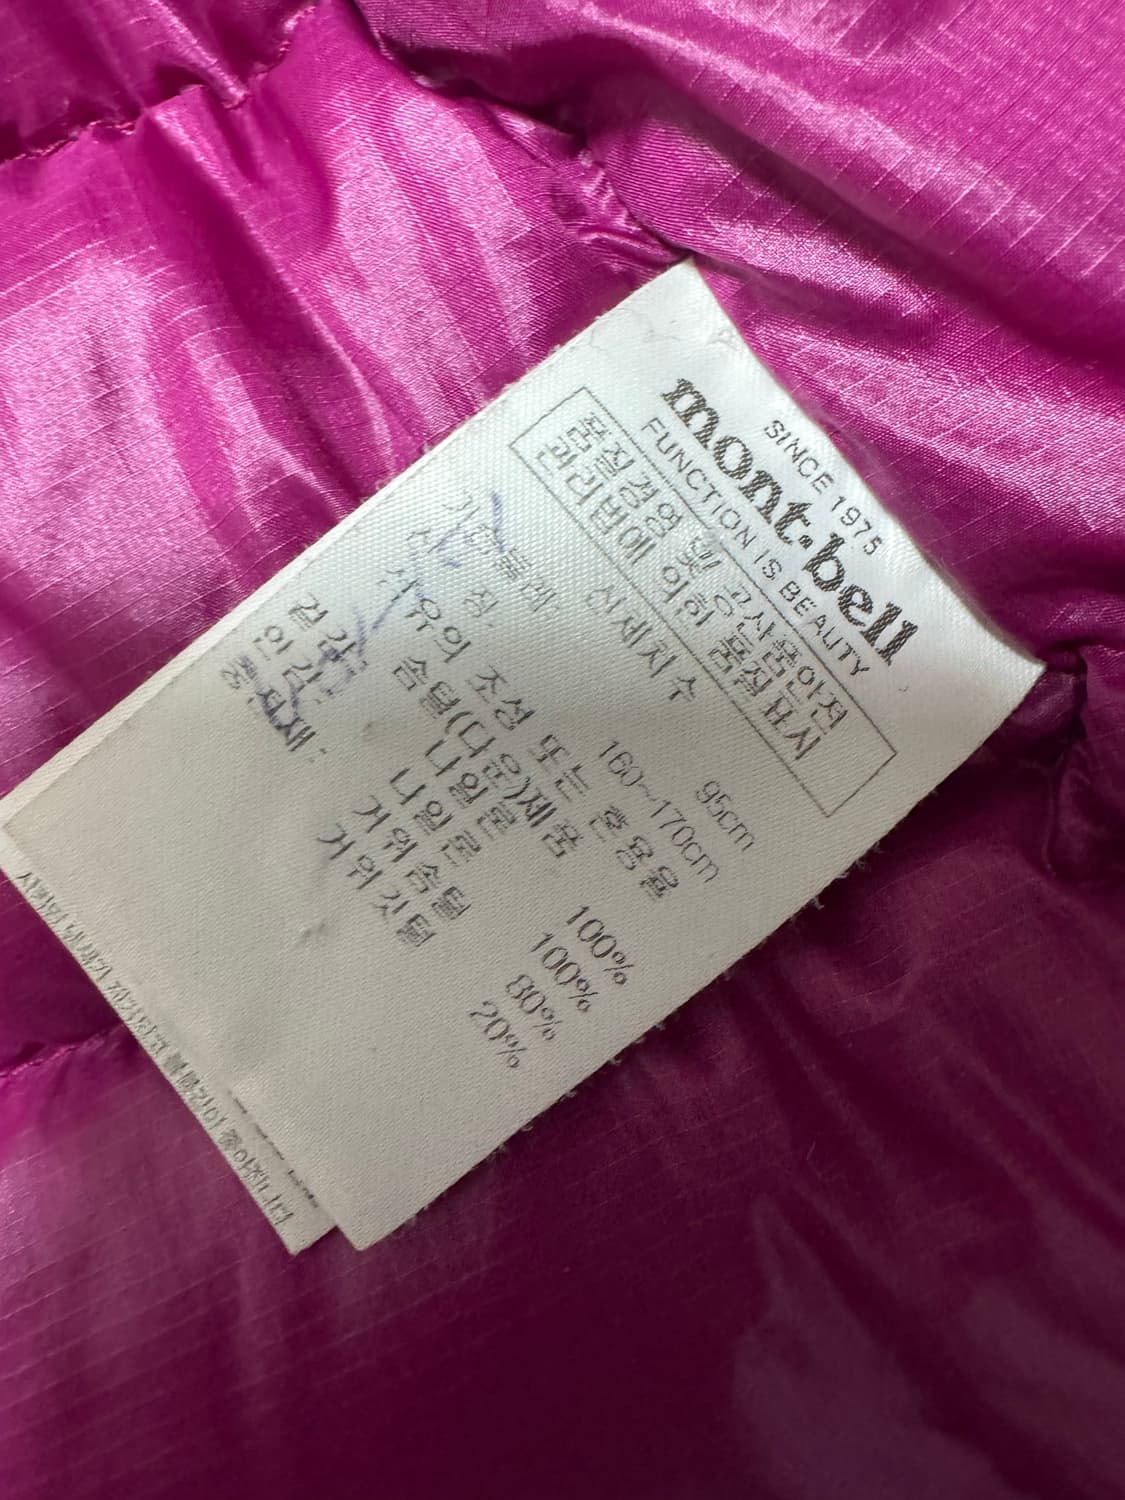 SINCE 1975
mont-bell
FUNCTION IS BEAUTY
품질경영 및 공산품안전
관리법에 의한 품질표시
신체치수
가슴둘레: 95cm
신 장: 160~170cm
섬유의 조성 또는 혼용율
솜털(다운)제품
겉감: 나일론 100%
안감: 나일론 100%
충전재: 거위솜털 80%
거위깃털 20%